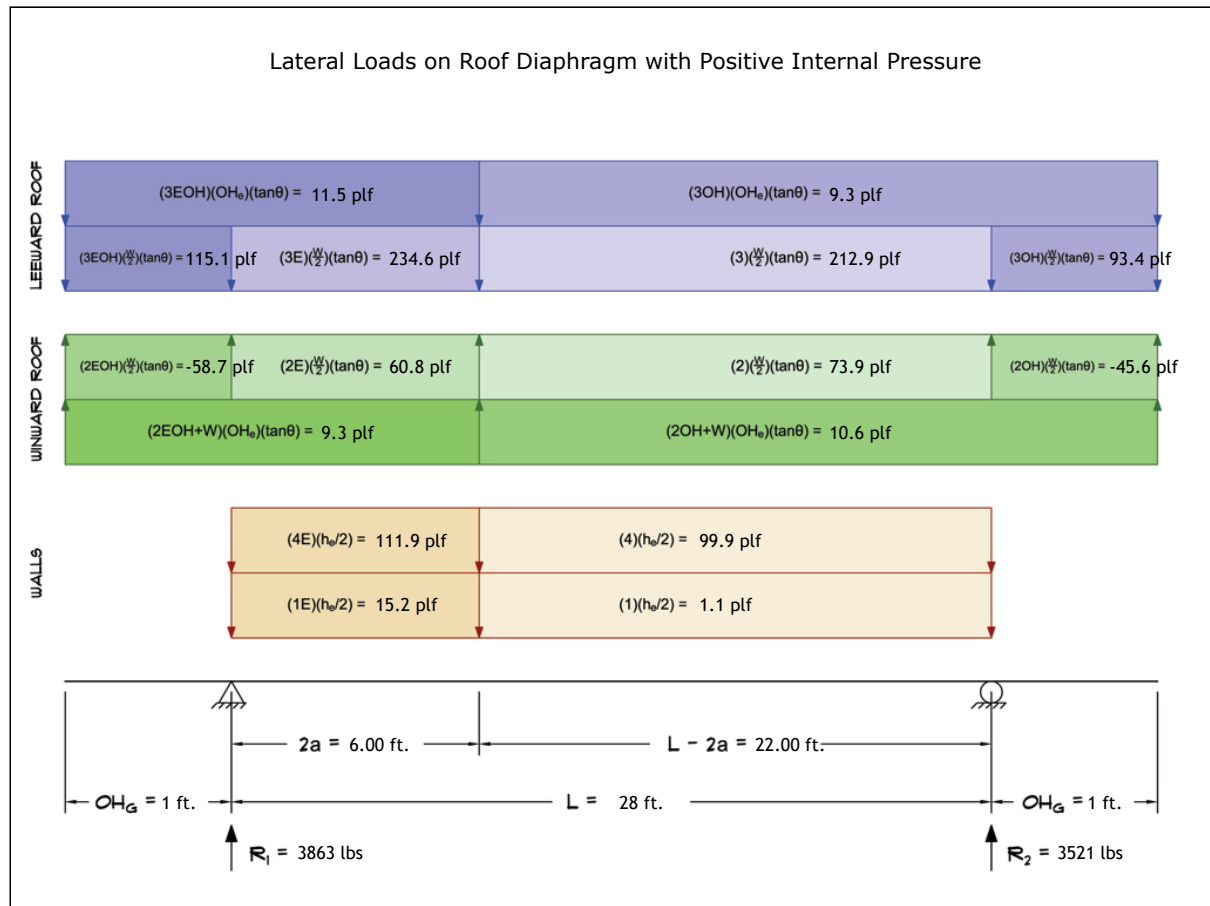 Lateral Loads on Roof Diaphragm with Positive Internal Pressure
LEEWARD ROOF
(3EOH)(OHₑ)(tanθ) = 11.5 plf
(3OH)(OHₑ)(tanθ) = 9.3 plf
(3EOH)(W/2)(tanθ) = 115.1 plf
(3E)(W/2)(tanθ) = 234.6 plf
(3)(W/2)(tanθ) = 212.9 plf
(3OH)(W/2)(tanθ) = 93.4 plf
WINWARD ROOF
(2EOH)(W/2)(tanθ) = -58.7 plf
(2E)(W/2)(tanθ) = 60.8 plf
(2)(W/2)(tanθ) = 73.9 plf
(2OH)(W/2)(tanθ) = -45.6 plf
(2EOH+W)(OHₑ)(tanθ) = 9.3 plf
(2OH+W)(OHₑ)(tanθ) = 10.6 plf
WALLS
(4E)(hₑ/2) = 111.9 plf
(4)(hₑ/2) = 99.9 plf
(1E)(hₑ/2) = 15.2 plf
(1)(hₑ/2) = 1.1 plf
2a = 6.00 ft.
L - 2a = 22.00 ft.
OH_G = 1 ft.
L = 28 ft.
OH_G = 1 ft.
R₁ = 3863 lbs
R₂ = 3521 lbs